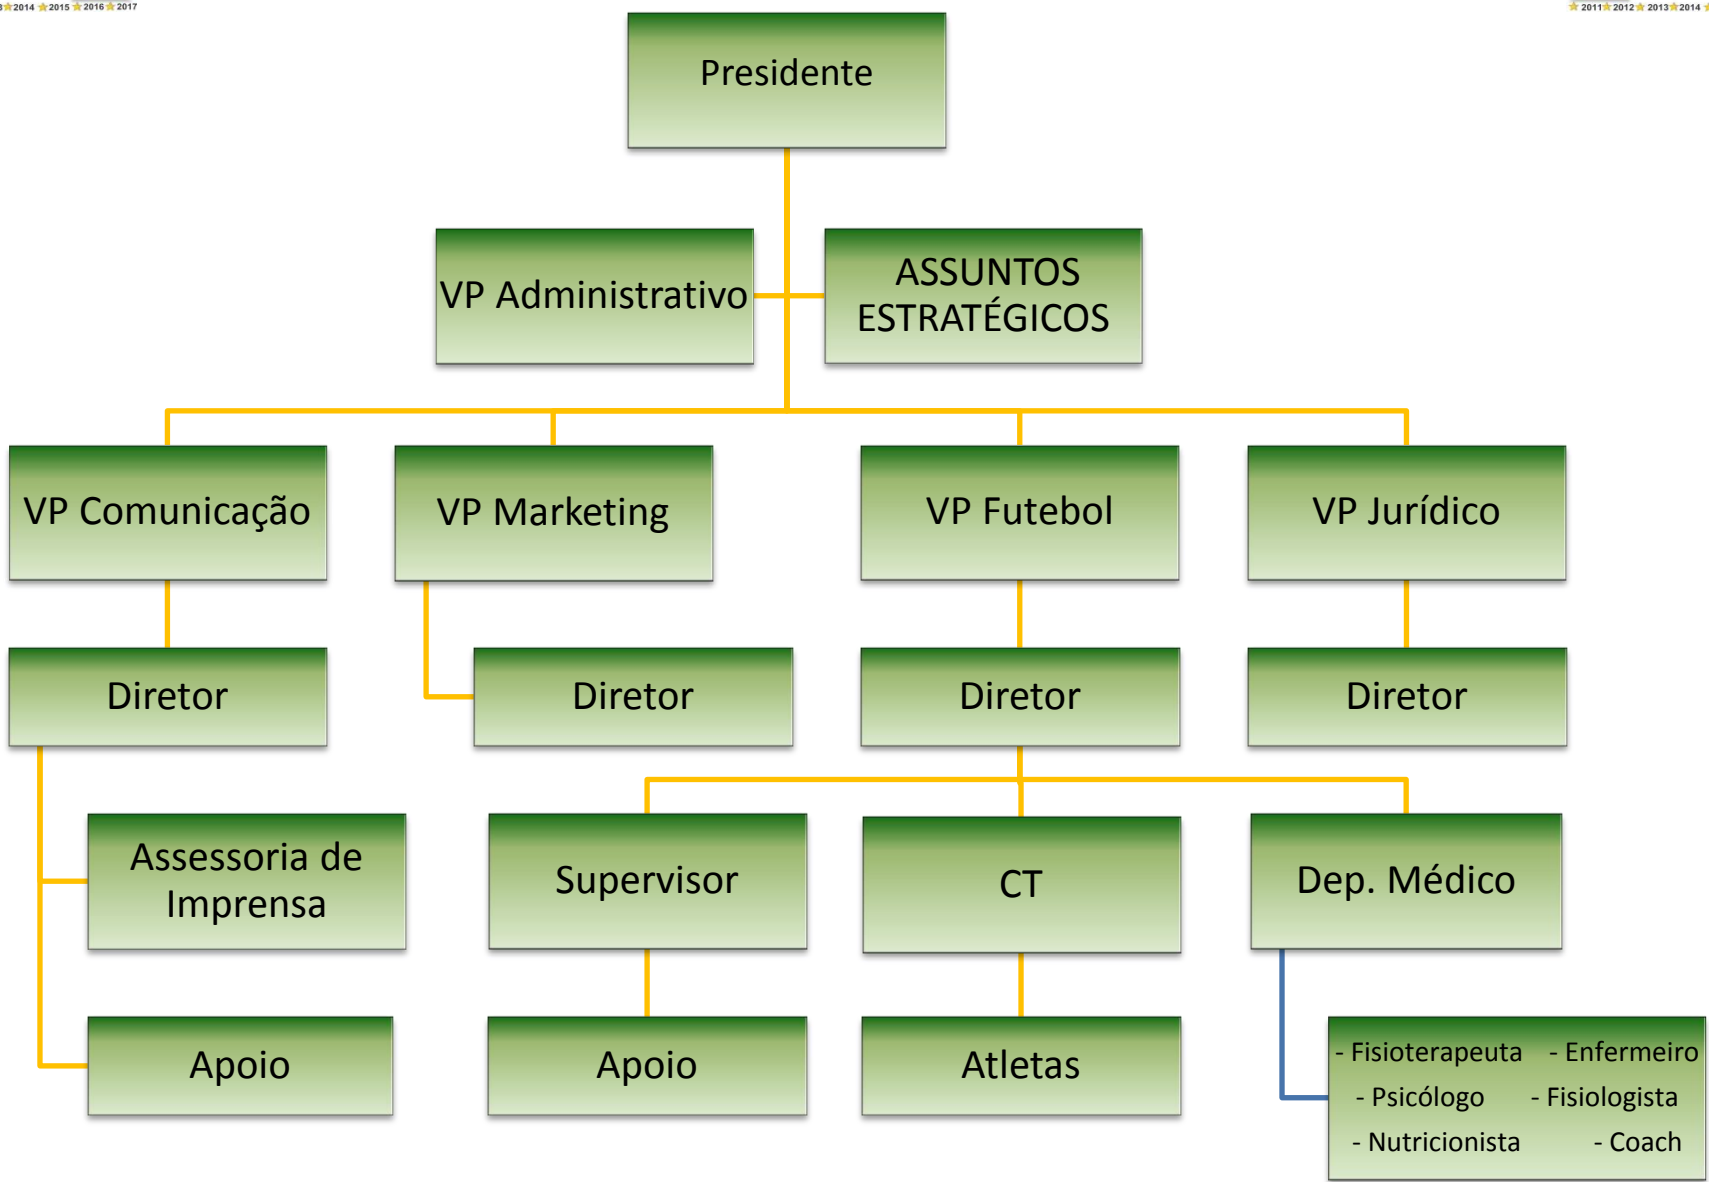 2014 2015 2016 2017
2011 2012 2013 2014
Presidente
VP Administrativo
ASSUNTOS
ESTRATÉGICOS
VP Comunicação
VP Marketing
VP Futebol
VP Jurídico
Diretor
Diretor
Diretor
Diretor
Assessoria de
Imprensa
Supervisor
CT
Dep. Médico
Apoio
Apoio
Atletas
- Fisioterapeuta - Enfermeiro
- Psicólogo - Fisiologista
- Nutricionista - Coach